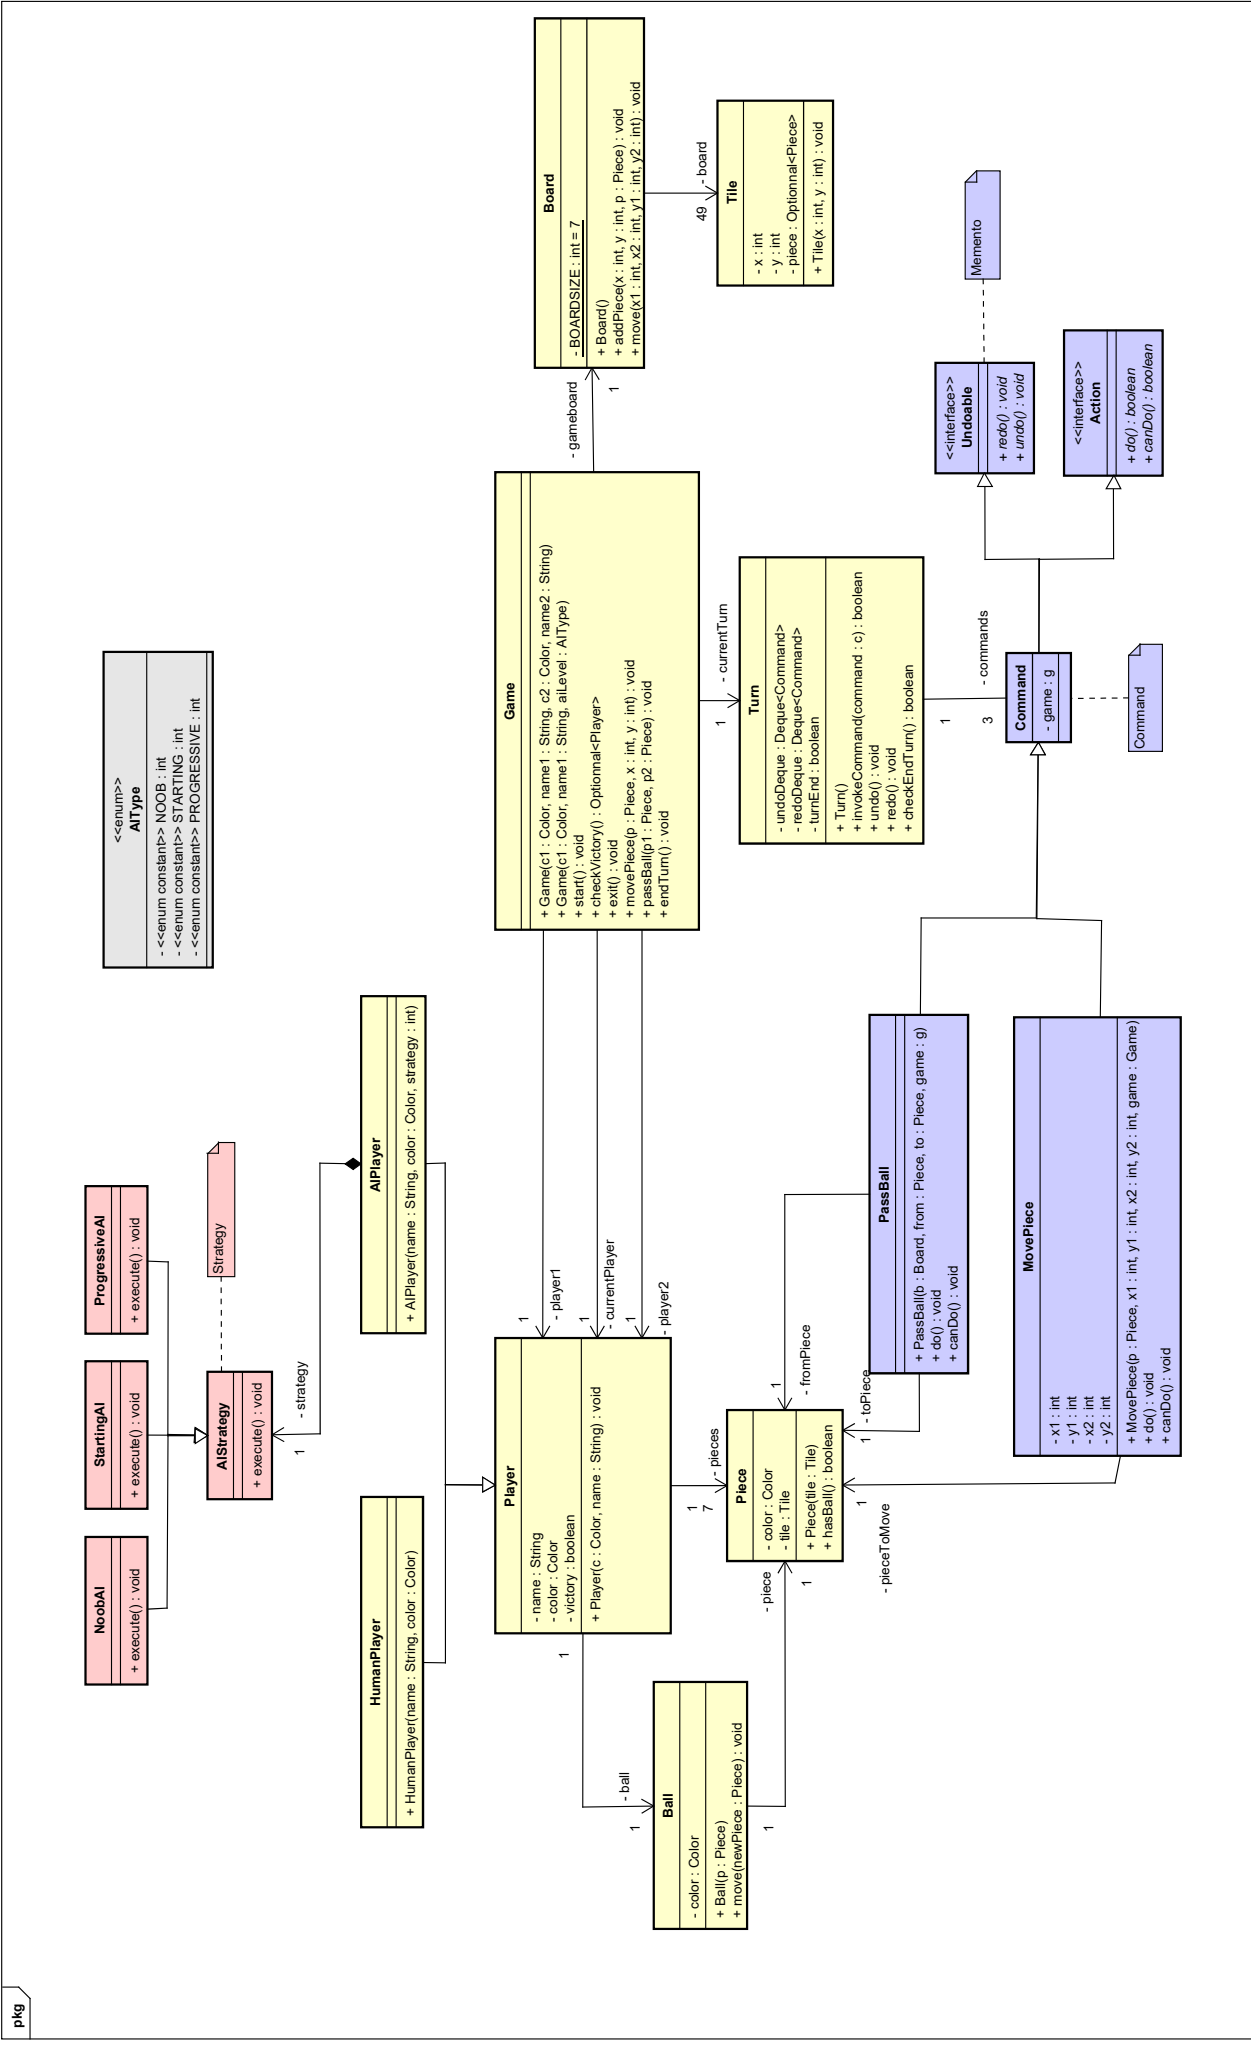 pkg
NoobAI
+ execute() : void
StartingAI
+ execute() : void
ProgressiveAI
+ execute() : void
<<enum>>
AIType
- <<enum constant>> NOOB : int
- <<enum constant>> STARTING : int
- <<enum constant>> PROGRESSIVE : int
AIStrategy
+ execute() : void
Strategy
1
- strategy
HumanPlayer
+ HumanPlayer(name : String, color : Color)
AIPlayer
+ AIPlayer(name : String, color : Color, strategy : int)
Player
- name : String
- color : Color
- victory : boolean
+ Player(c : Color, name : String) : void
1
- player1
1
- currentPlayer
1
- player2
Game
+ Game(c1 : Color, name1 : String, c2 : Color, name2 : String)
+ Game(c1 : Color, name1 : String, aiLevel : AIType)
+ start() : void
+ checkVictory() : Optionnal<Player>
+ exit() : void
+ movePiece(p : Piece, x : int, y : int) : void
+ passBall(p1 : Piece, p2 : Piece) : void
+ endTurn() : void
- gameboard
1
Board
- BOARDSIZE : int = 7
+ Board()
+ addPiece(x : int, y : int, p : Piece) : void
+ move(x1 : int, x2 : int, y1 : int, y2 : int) : void
49
- board
Tile
- x : int
- y : int
- piece : Optionnal<Piece>
+ Tile(x : int, y : int) : void
1
1
- ball
Ball
- color : Color
+ Ball(p : Piece)
+ move(newPiece : Piece) : void
1
- piece
1
1
7
- pieces
Piece
- color : Color
- tile : Tile
+ Piece(tile : Tile)
+ hasBall() : boolean
1
- fromPiece
1
- toPiece
1
- pieceToMove
1
- currentTurn
Turn
- undoDeque : Deque<Command>
- redoDeque : Deque<Command>
- turnEnd : boolean
+ Turn()
+ invokeCommand(command : c) : boolean
+ undo() : void
+ redo() : void
+ checkEndTurn() : boolean
1
3
- commands
PassBall
+ PassBall(b : Board, from : Piece, to : Piece, game : g)
+ do() : void
+ canDo() : void
MovePiece
- x1 : int
- y1 : int
- x2 : int
- y2 : int
+ MovePiece(p : Piece, x1 : int, y1 : int, x2 : int, y2 : int, game : Game)
+ do() : void
+ canDo() : void
Command
- game : g
Command
<<interface>>
Undoable
+ redo() : void
+ undo() : void
Memento
<<interface>>
Action
+ do() : boolean
+ canDo() : boolean